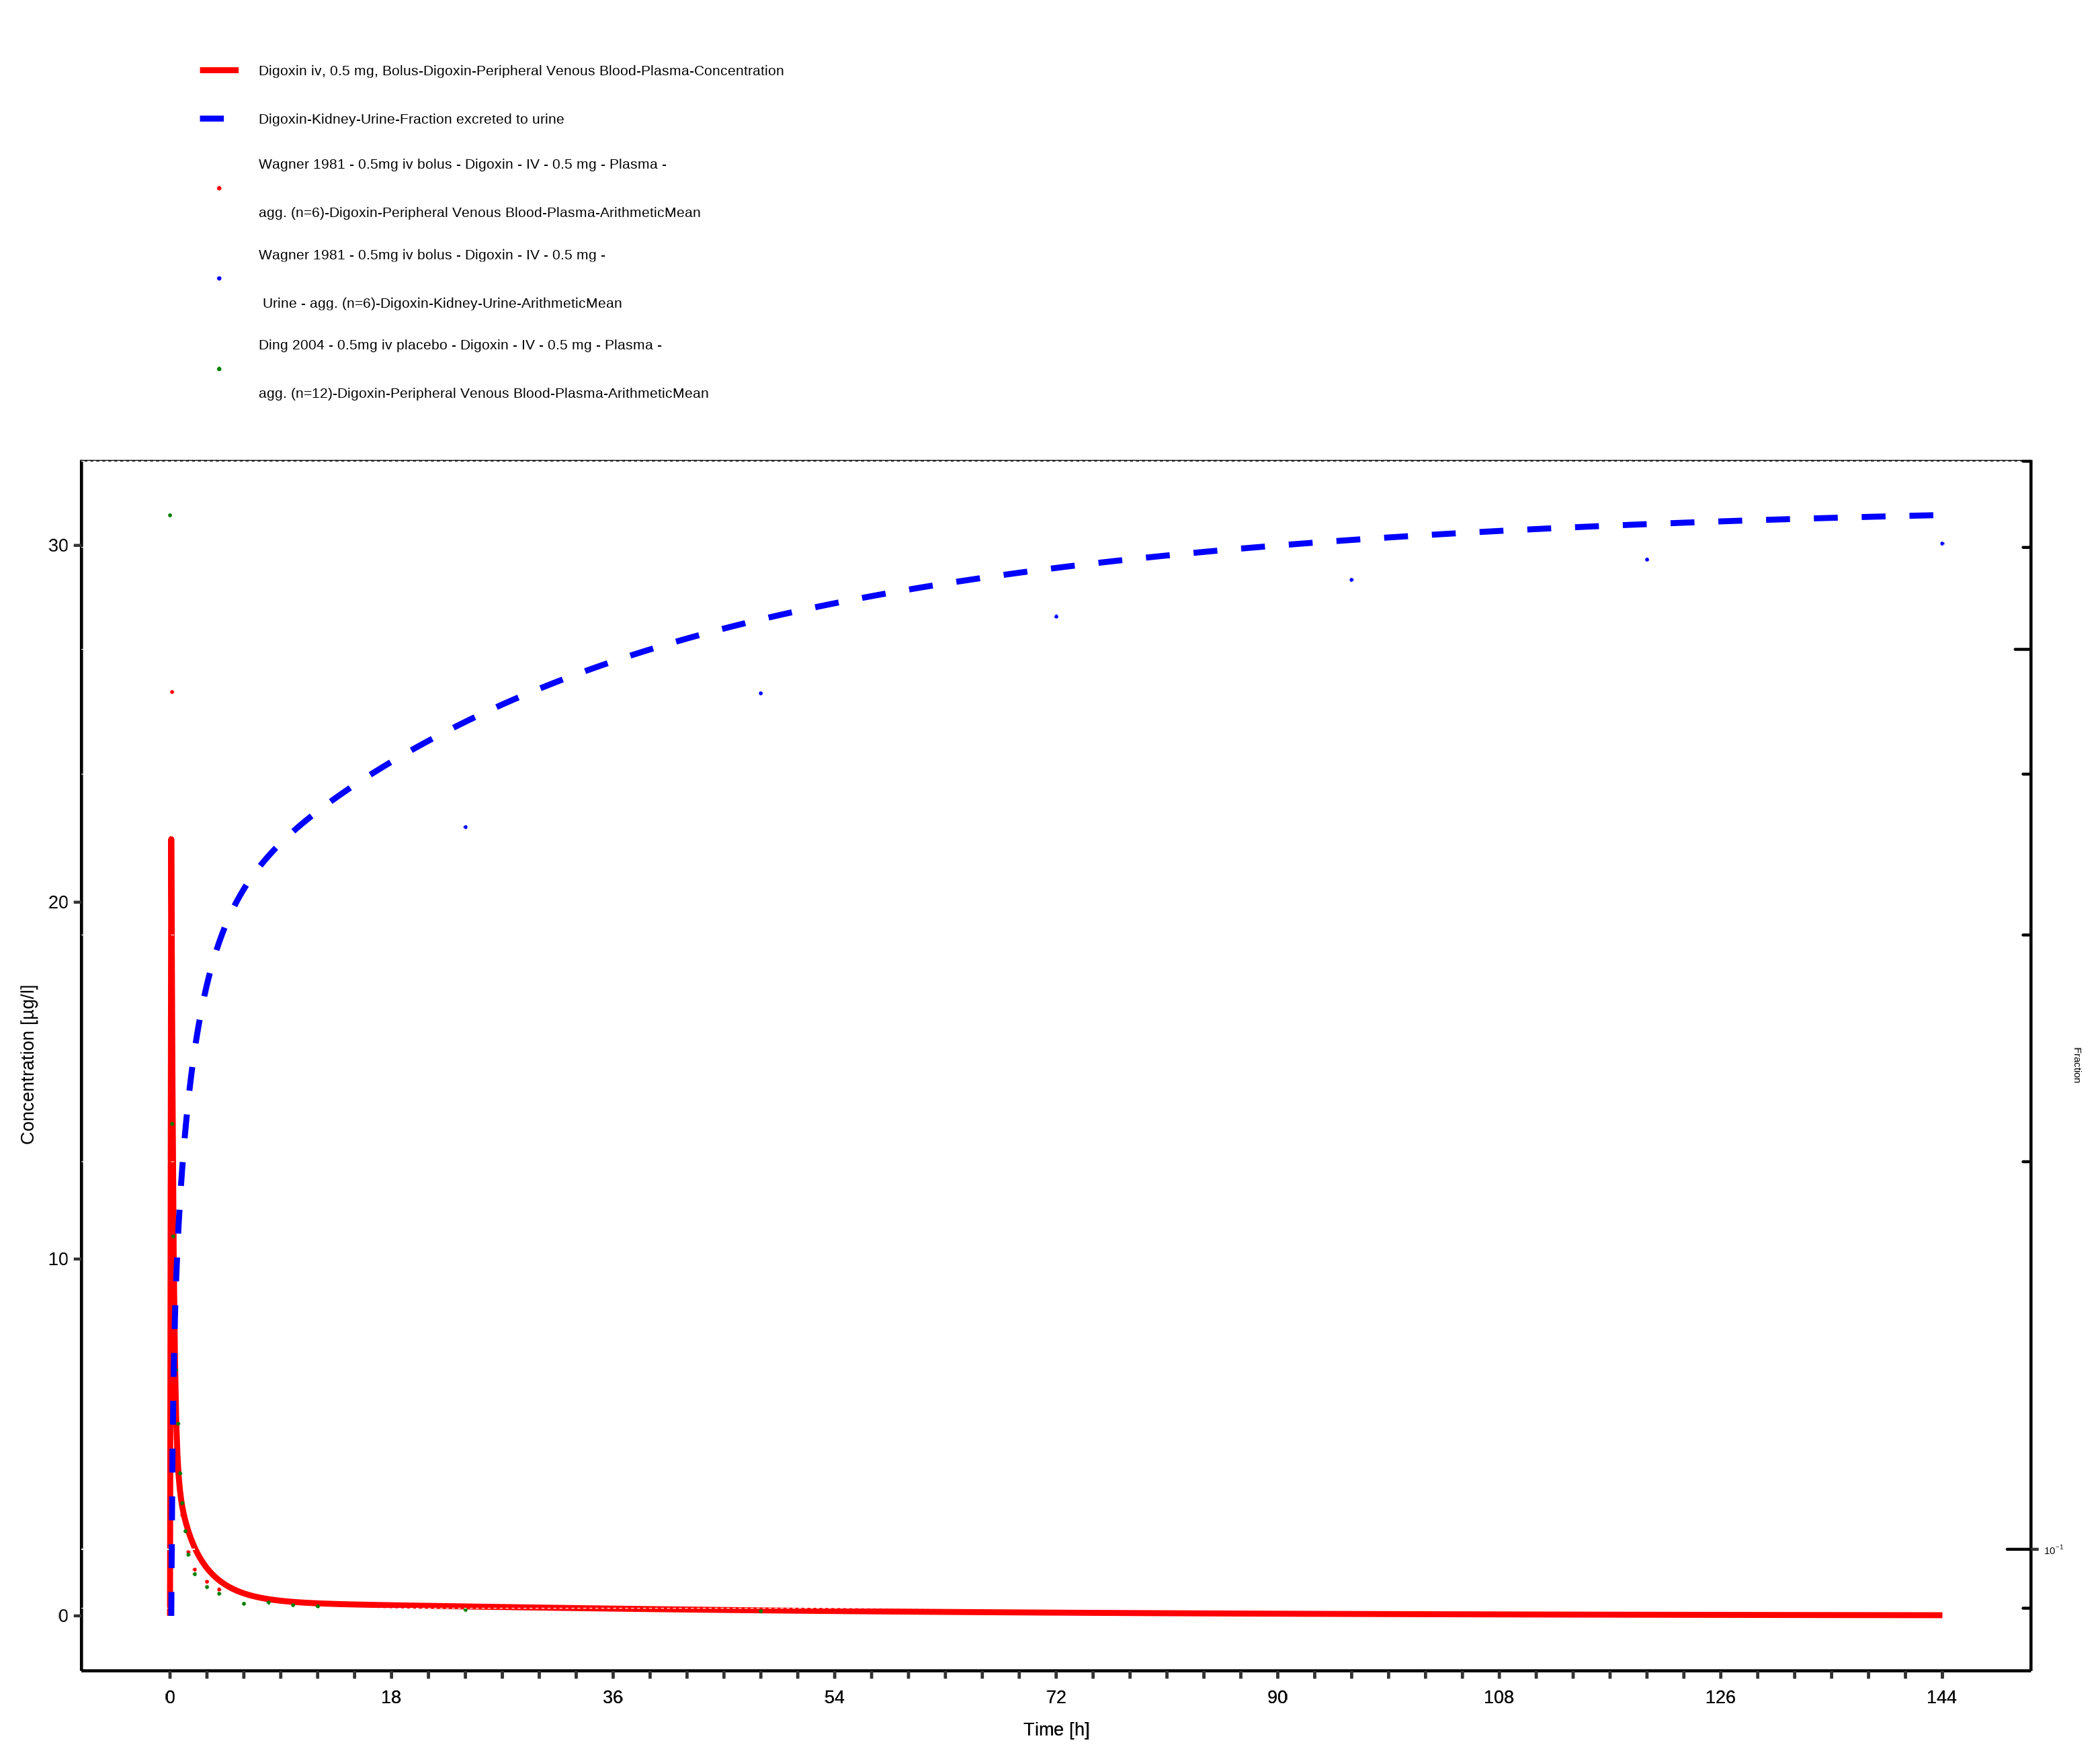 Digoxin iv, 0.5 mg, Bolus-Digoxin-Peripheral Venous Blood-Plasma-Concentration
Digoxin-Kidney-Urine-Fraction excreted to urine
Wagner 1981 - 0.5mg iv bolus - Digoxin - IV - 0.5 mg - Plasma -
agg. (n=6)-Digoxin-Peripheral Venous Blood-Plasma-ArithmeticMean
Wagner 1981 - 0.5mg iv bolus - Digoxin - IV - 0.5 mg -
Urine - agg. (n=6)-Digoxin-Kidney-Urine-ArithmeticMean
Ding 2004 - 0.5mg iv placebo - Digoxin - IV - 0.5 mg - Plasma -
agg. (n=12)-Digoxin-Peripheral Venous Blood-Plasma-ArithmeticMean
30
20
10
0
Concentration [µg/l]
Fraction
10⁻¹
0 18 36 54 72 90 108 126 144
Time [h]